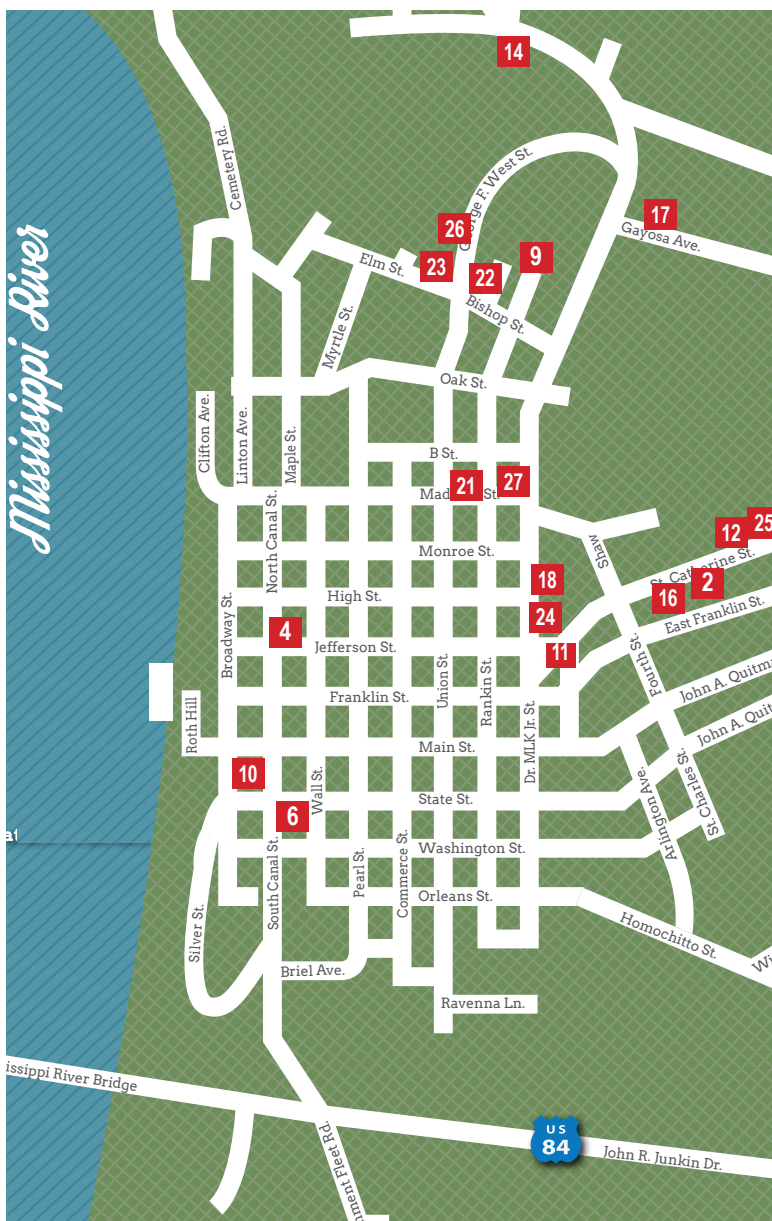 14
Cemetery Rd.
George F. West St.
17
26
Gayosa Ave.
Mississippi River
Elm St.
23
22
9
Bishop St.
Myrtle St.
Oak St.
Clifton Ave.
Linton Ave.
Maple St.
B St.
21
27
Mad
St.
North Canal St.
25
12
Monroe St.
Shaw
St. Catherine St.
18
2
High St.
16
24
East Franklin St.
Broadway St.
4
Jefferson St.
11
Fourth St.
Union St.
Rankin St.
Franklin St.
John A. Quitm
Roth Hill
Dr. MLK Jr. St.
John A. Quit
Main St.
10
Wall St.
State St.
6
St. Charles St.
Arlington Ave.
Washington St.
South Canal St.
Pearl St.
Commerce St.
Orleans St.
Silver St.
Homochitto St.
Briel Ave.
Wi
Ravenna Ln.
issippi River Bridge
US
84
John R. Junkin Dr.
nment Fleet Rd.